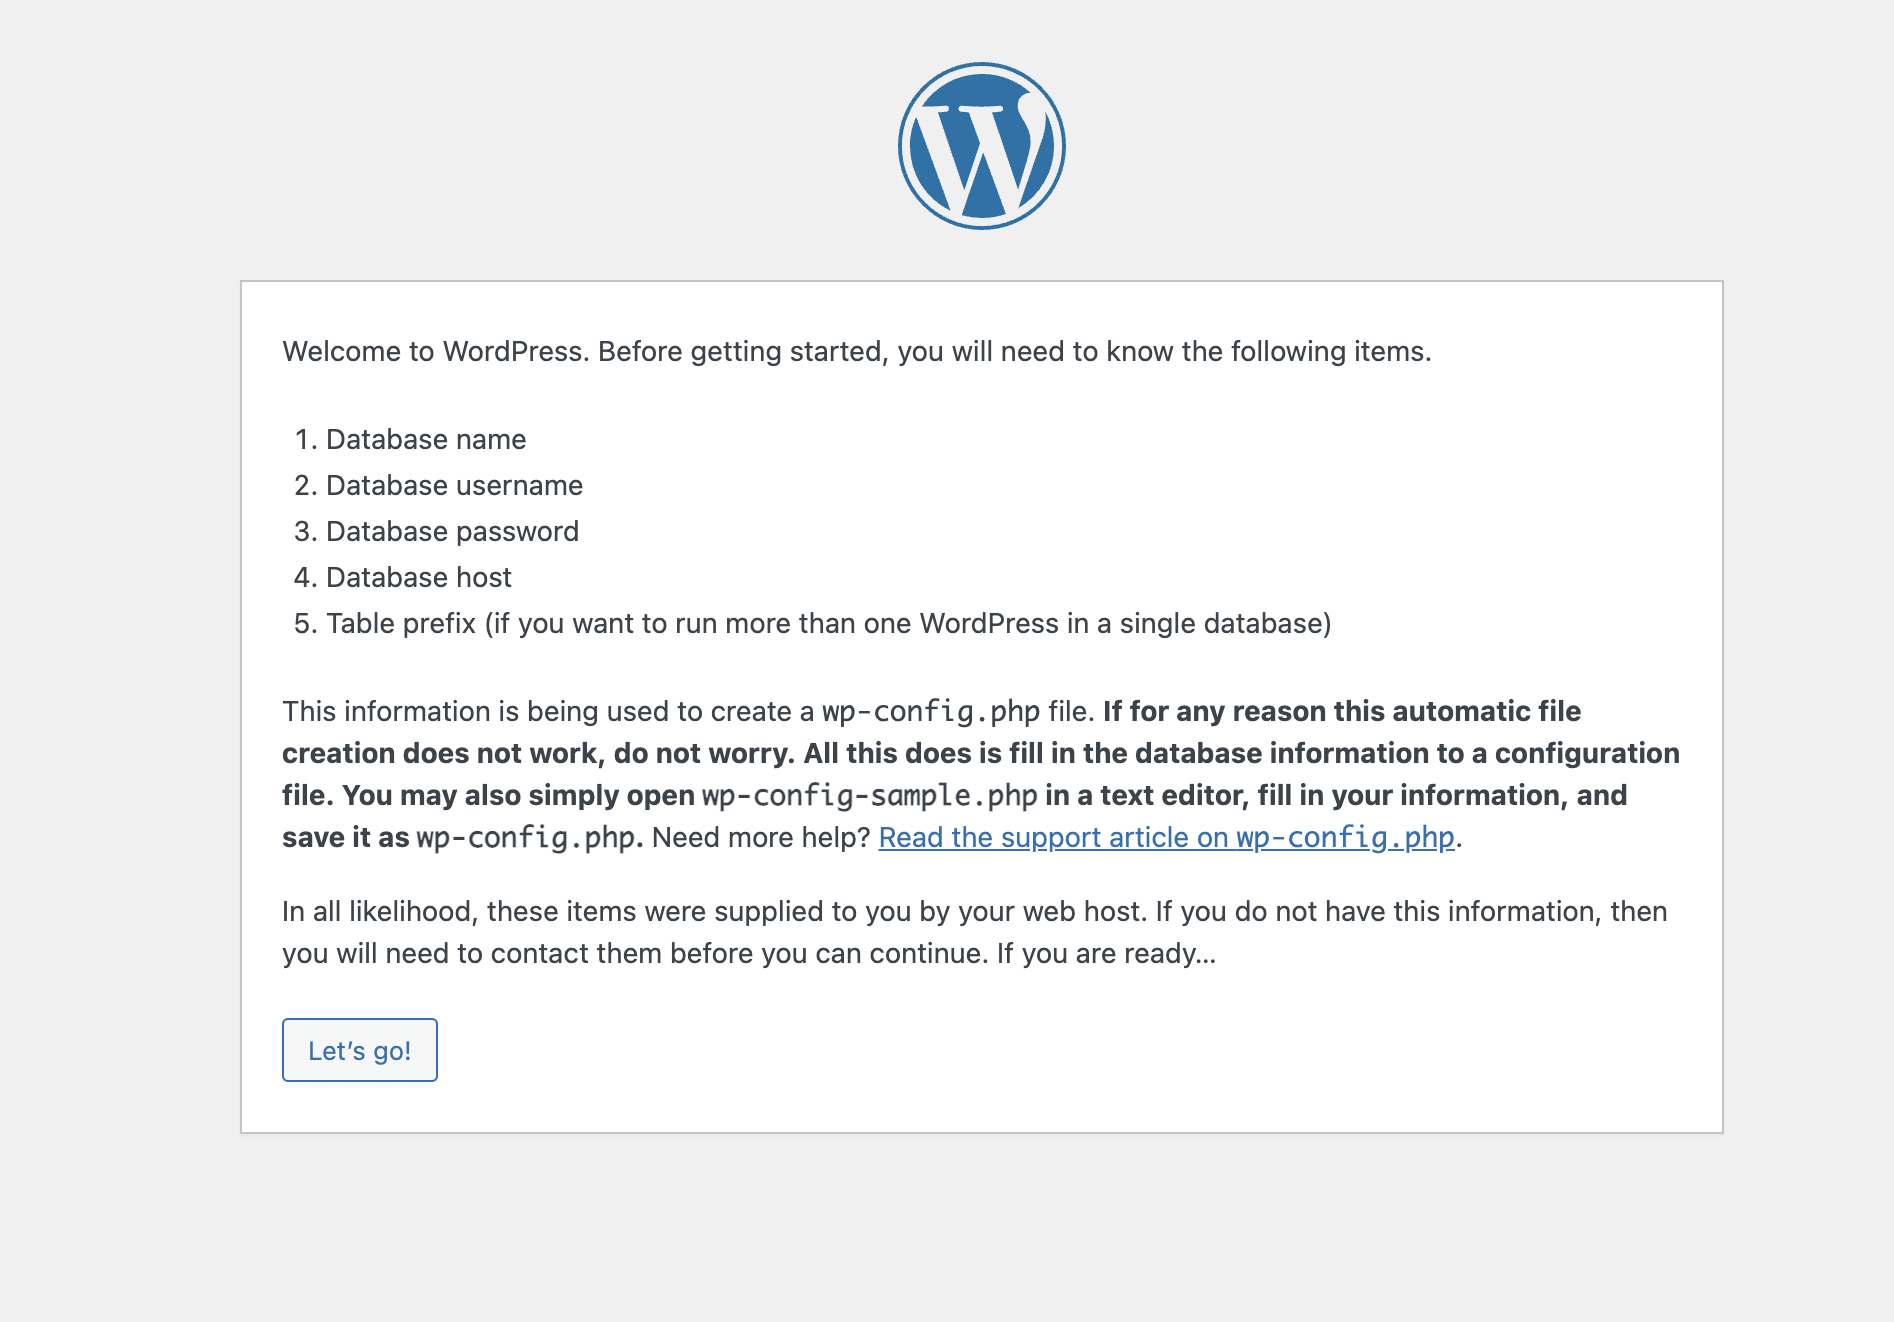 Welcome to WordPress. Before getting started, you will need to know the following items.
1. Database name
2. Database username
3. Database password
4. Database host
5. Table prefix (if you want to run more than one WordPress in a single database)
This information is being used to create a wp-config.php file. If for any reason this automatic file
creation does not work, do not worry. All this does is fill in the database information to a configuration
file. You may also simply open wp-config-sample.php in a text editor, fill in your information, and
save it as wp-config.php. Need more help? Read the support article on wp-config.php.
In all likelihood, these items were supplied to you by your web host. If you do not have this information, then
you will need to contact them before you can continue. If you are ready...
Let’s go!